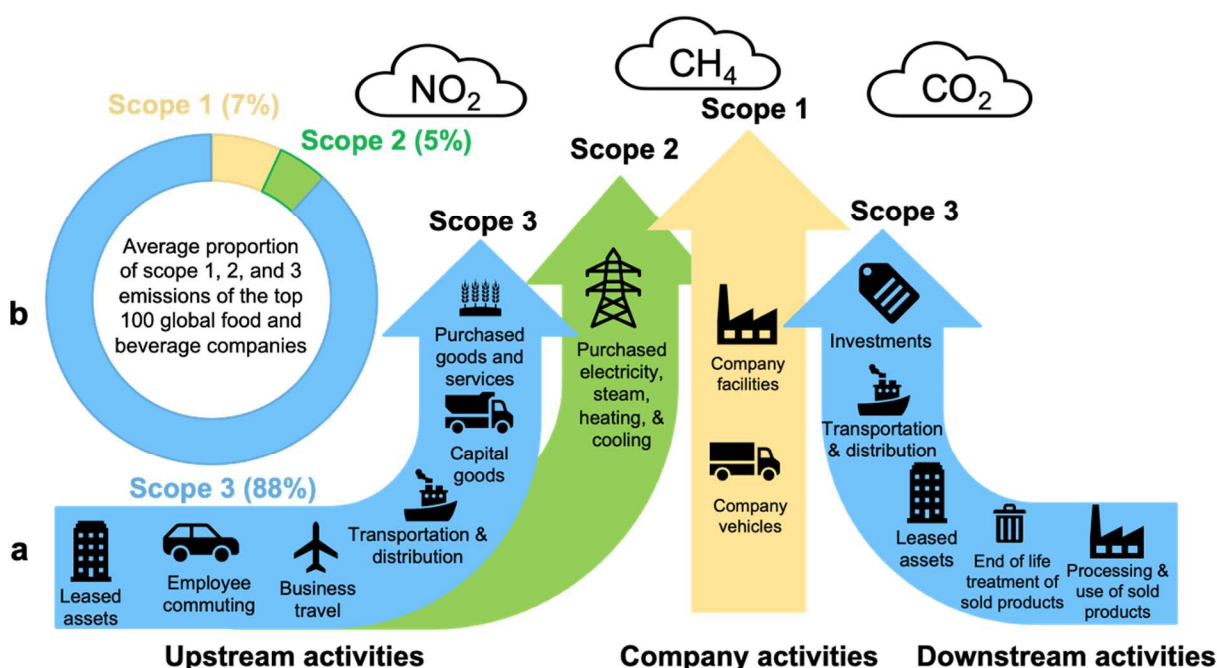 NO2
CH4
CO2
Scope 1 (7%)
Scope 2 (5%)
Scope 1
Scope 2
Scope 3
Scope 3
b
Average proportion
of scope 1, 2, and 3
emissions of the top
100 global food and
beverage companies
Scope 3 (88%)
a
Leased
assets
Employee
commuting
Business
travel
Transportation &
distribution
Capital
goods
Purchased
goods and
services
Purchased
electricity,
steam,
heating, &
cooling
Company
facilities
Company
vehicles
Investments
Transportation
& distribution
Leased
assets
End of life
treatment of
sold products
Processing &
use of sold
products
Upstream activities
Company activities
Downstream activities